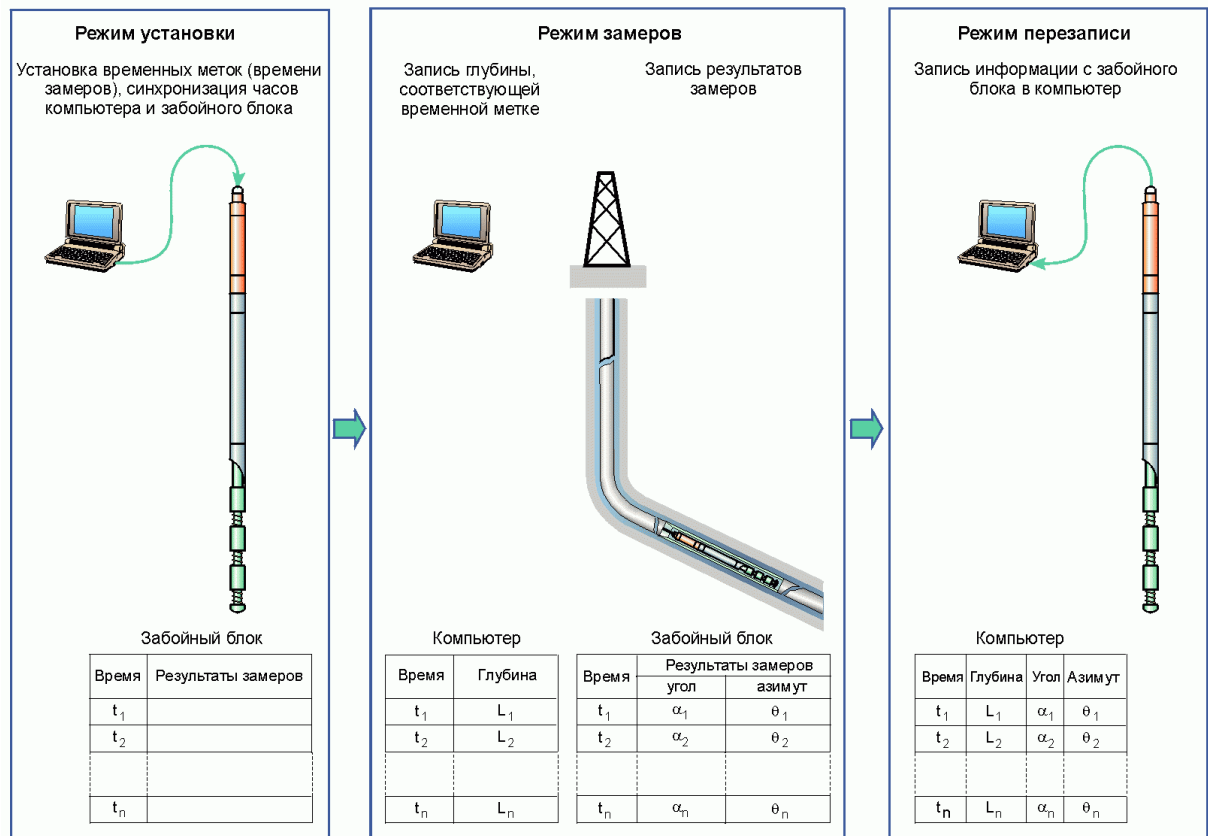 Режим установки
Установка временных меток (времени
замеров), синхронизация часов
компьютера и забойного блока
Забойный блок
Время Результаты замеров
t1
t2
tn
Режим замеров
Запись глубины,
соответствующей
временной метке
Запись результатов
замеров
Компьютер
Время Глубина
t1 L1
t2 L2
tn Ln
Забойный блок
Время Результаты замеров
угол азимут
t1 α1 θ1
t2 α2 θ2
tn αn θn
Режим перезаписи
Запись информации с забойного
блока в компьютер
Компьютер
Время Глубина Угол Азимут
t1 L1 α1 θ1
t2 L2 α2 θ2
tn Ln αn θn